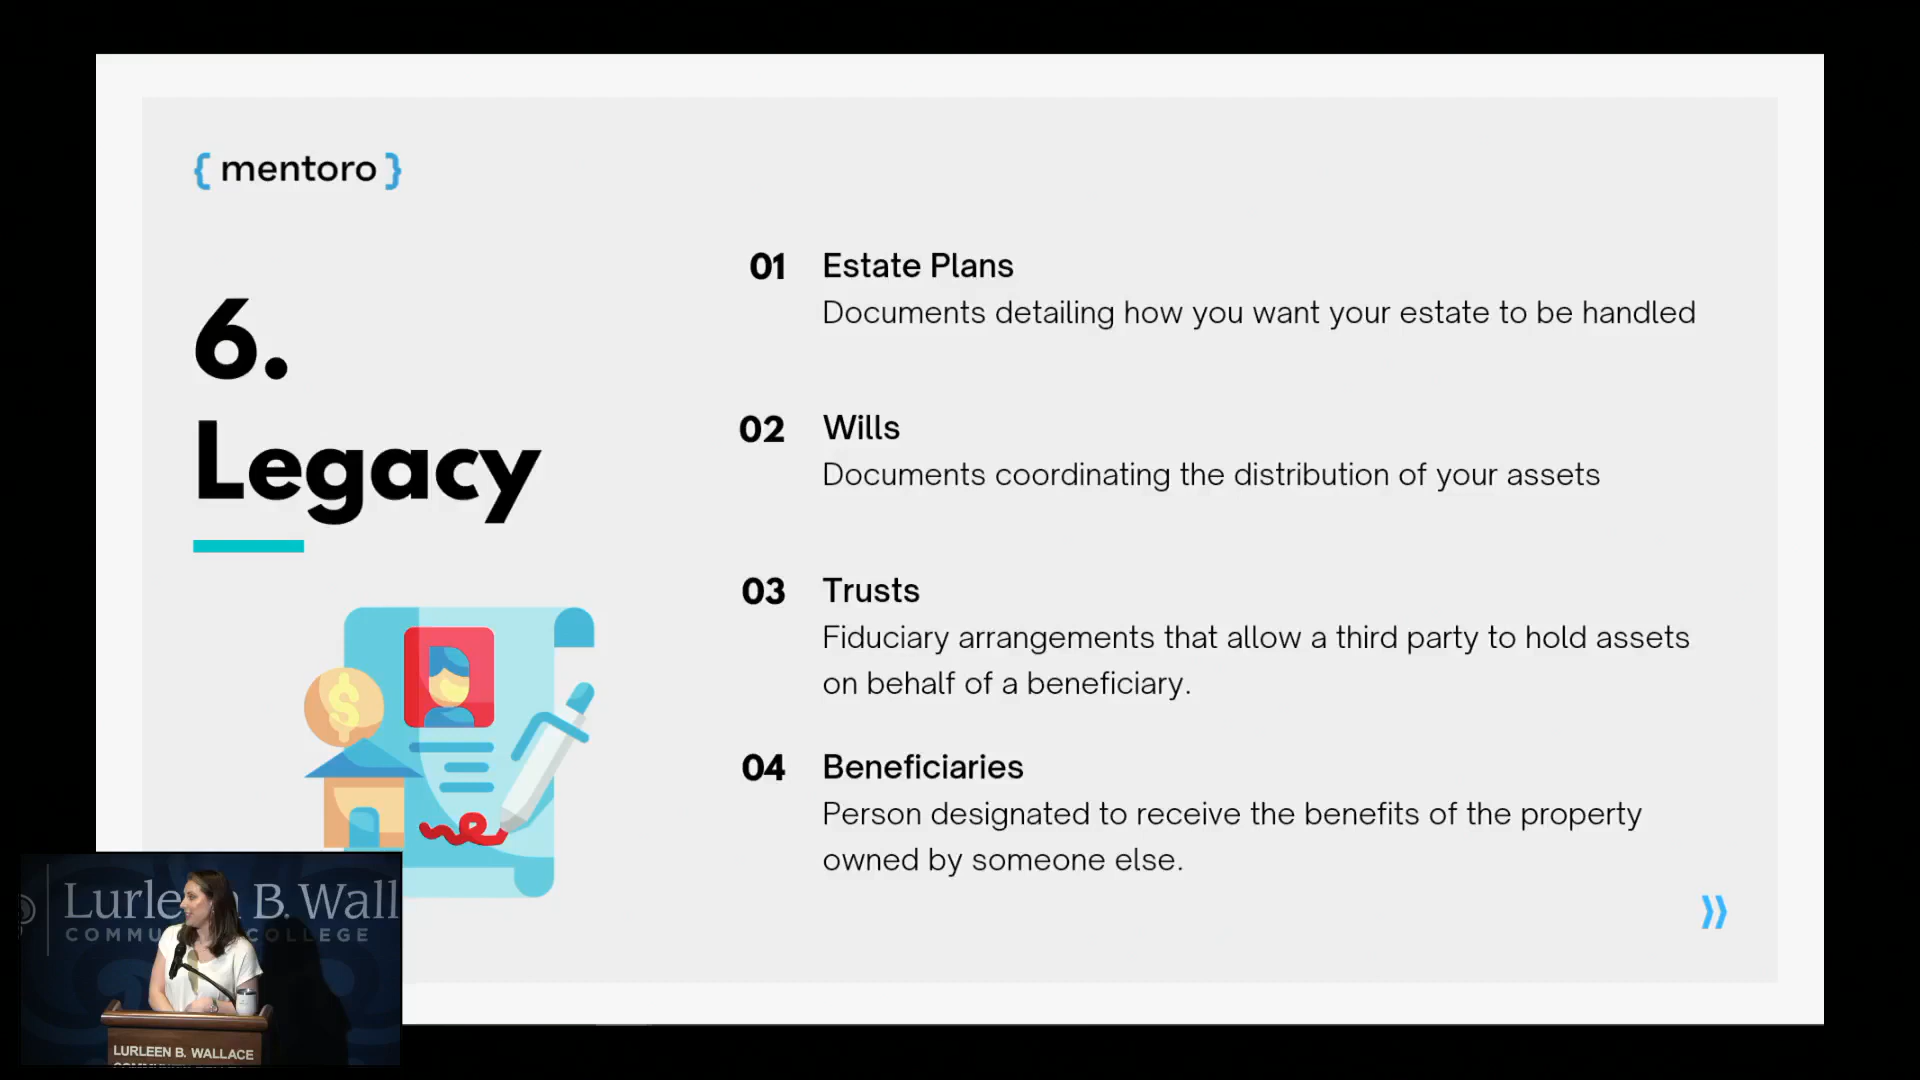 { mentoro }
6.
Legacy
01 Estate Plans
Documents detailing how you want your estate to be handled
02 Wills
Documents coordinating the distribution of your assets
03 Trusts
Fiduciary arrangements that allow a third party to hold assets
on behalf of a beneficiary.
04 Beneficiaries
Person designated to receive the benefits of the property
owned by someone else.
$
Lurleen B. Wall
COMMU COLLEGE
LURLEEN B. WALLACE